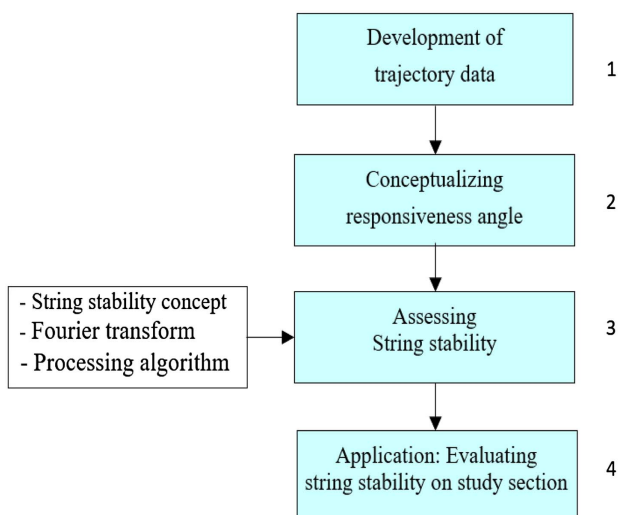 Development of
trajectory data
1
Conceptualizing
responsiveness angle
2
- String stability concept
- Fourier transform
- Processing algorithm
Assessing
String stability
3
Application: Evaluating
string stability on study section
4